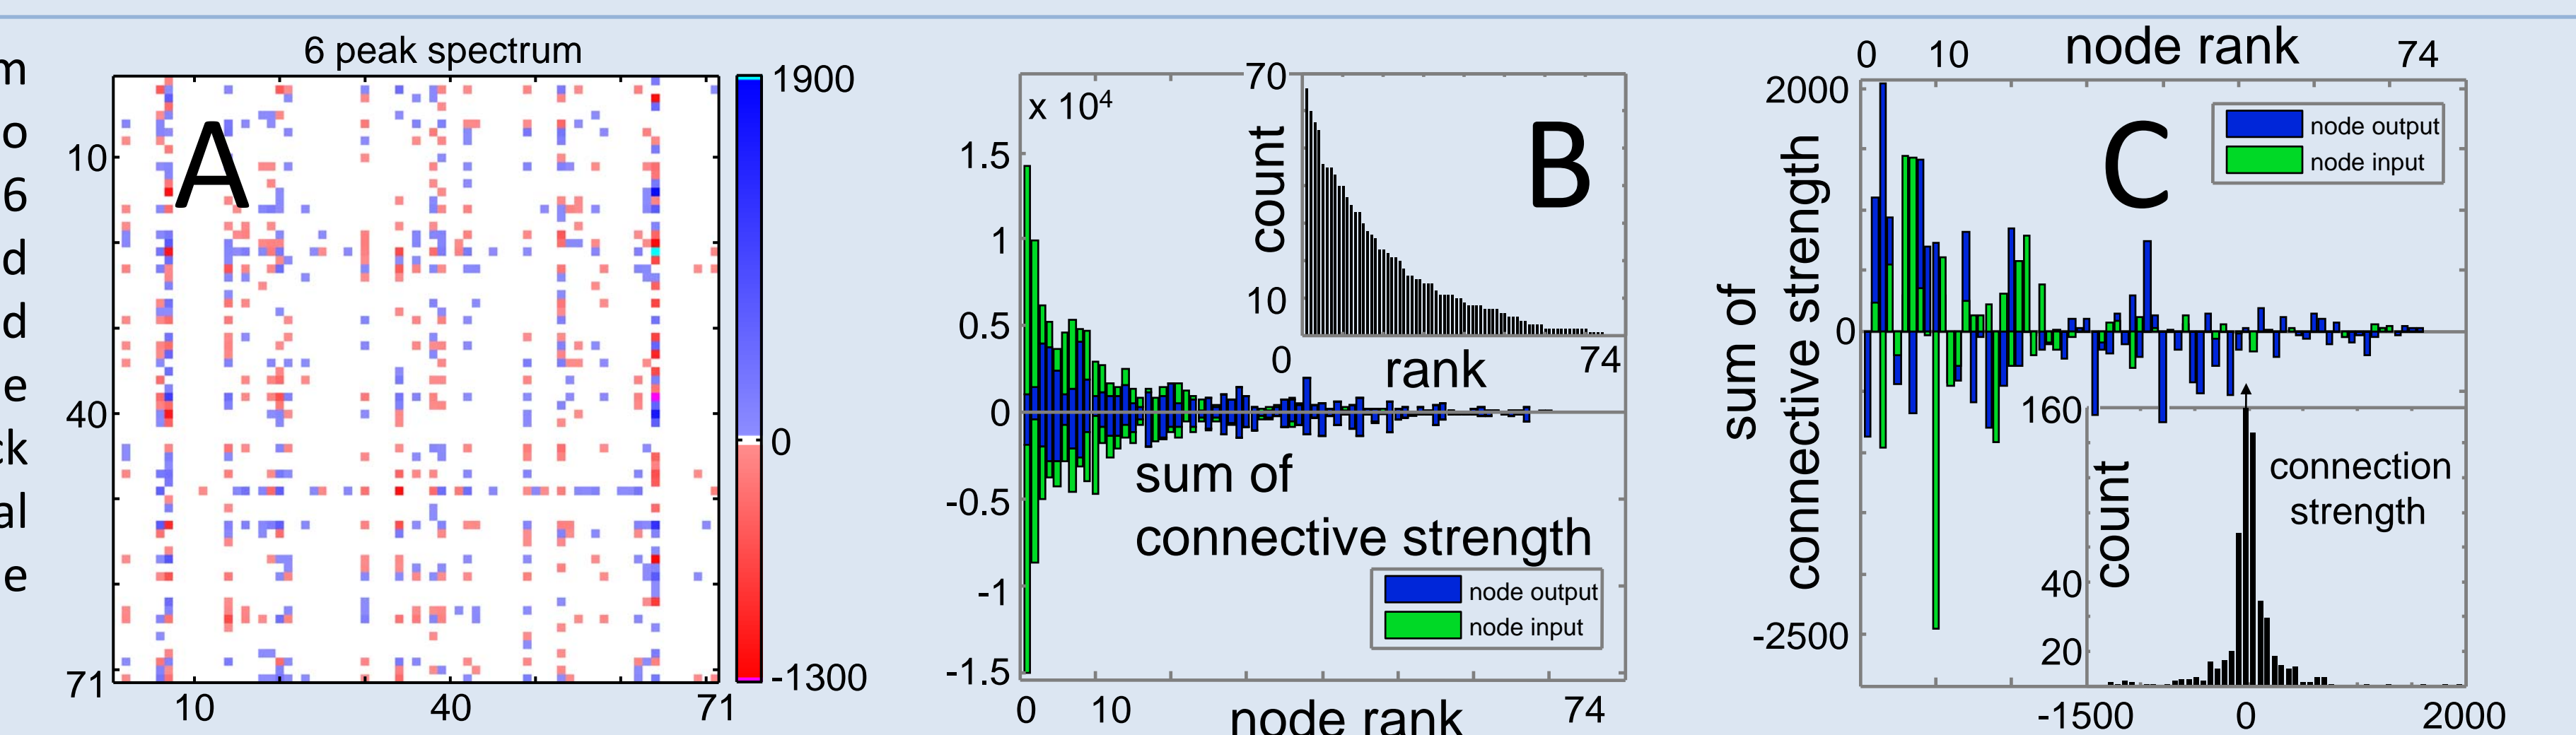 m
o
6
d
d
e
ck
al
e
6 peak spectrum
A
10
40
71
10
40
71
1900
0
-1300
x 10⁴
B
1.5
1
0.5
0
-0.5
-1
-1.5
70
10
count
0
74
rank
sum of
connective strength
node output
node input
0
10
74
node rank
0
10
node rank
74
C
2000
0
-2500
sum of
connective strength
node output
node input
160
40
20
count
connection
strength
-1500
0
2000